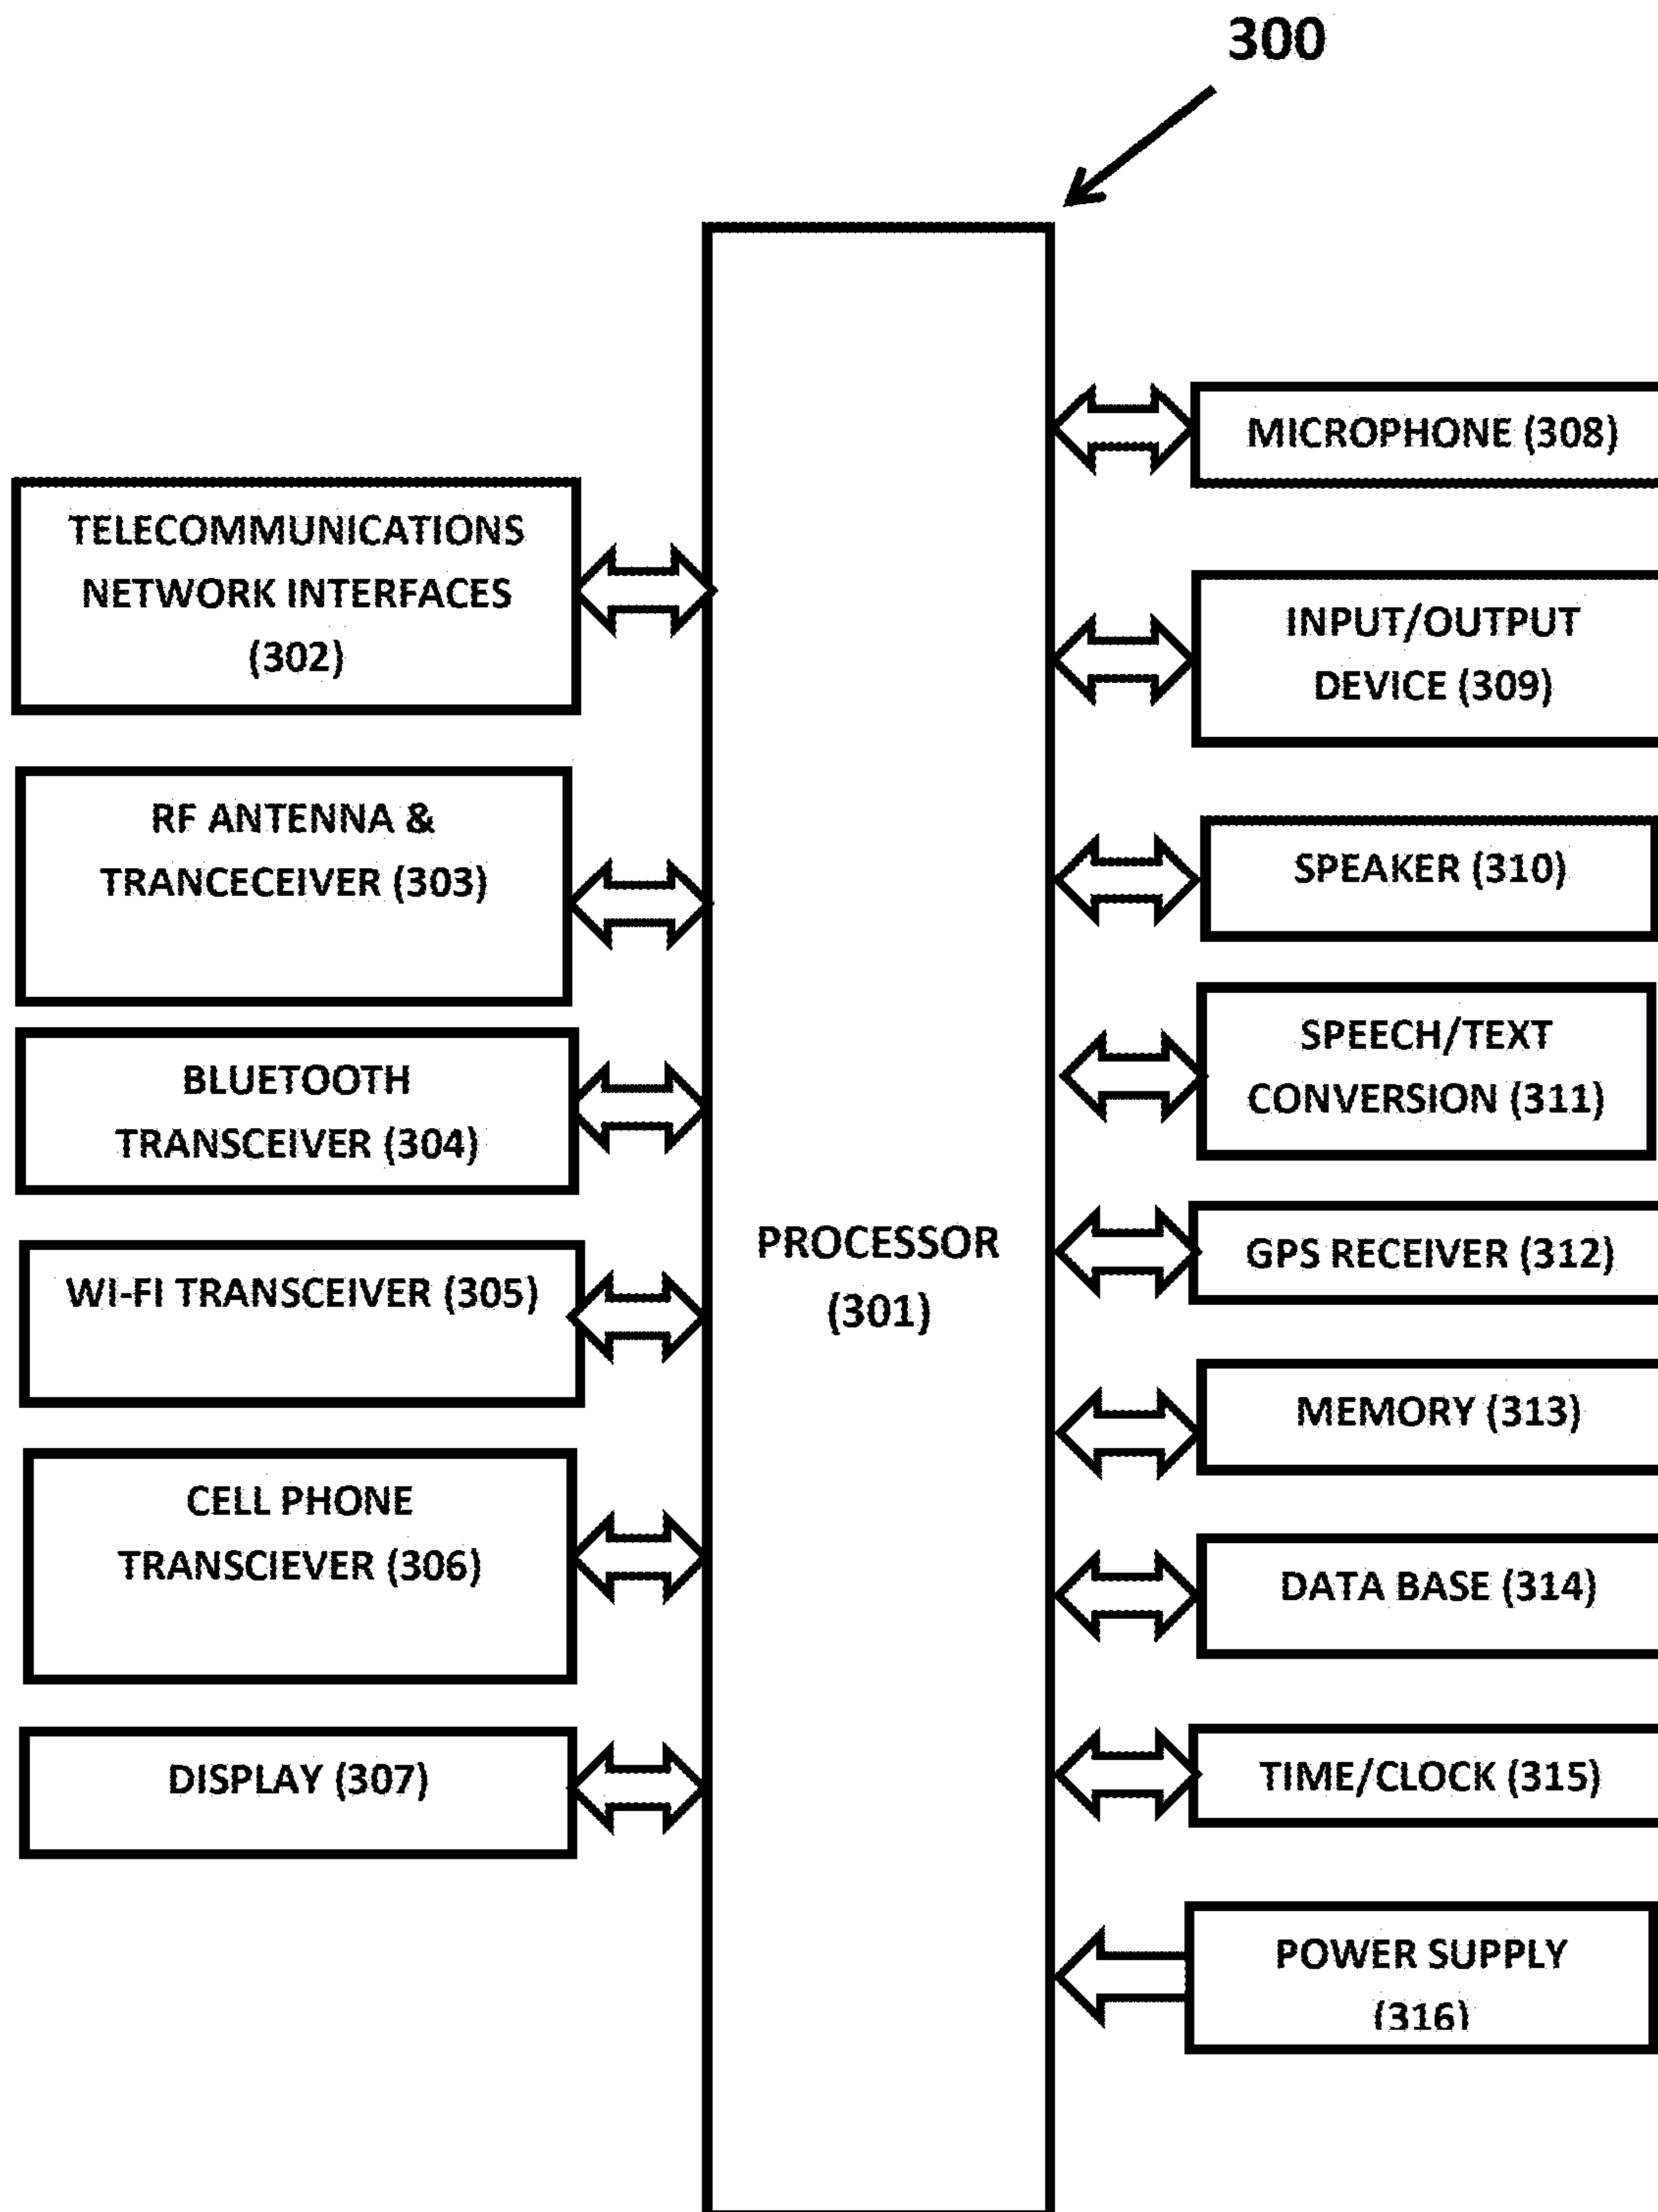 300
TELECOMMUNICATIONS
NETWORK INTERFACES
(302)
RF ANTENNA &
TRANCECEIVER (303)
BLUETOOTH
TRANSCEIVER (304)
WI-FI TRANSCEIVER (305)
CELL PHONE
TRANSCIEVER (306)
DISPLAY (307)
PROCESSOR
(301)
MICROPHONE (308)
INPUT/OUTPUT
DEVICE (309)
SPEAKER (310)
SPEECH/TEXT
CONVERSION (311)
GPS RECEIVER (312)
MEMORY (313)
DATA BASE (314)
TIME/CLOCK (315)
POWER SUPPLY
(316)